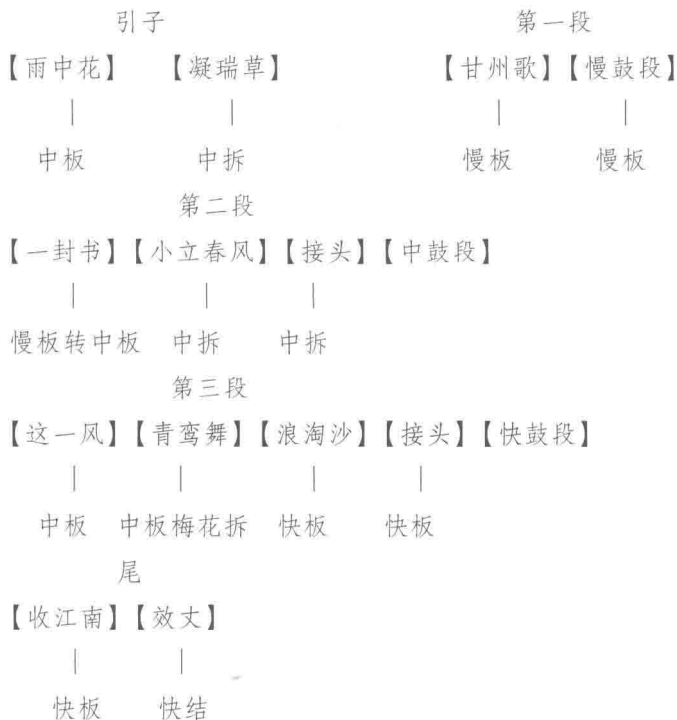 引子 第一段
【雨中花】 【凝瑞草】 【甘州歌】【慢鼓段】
| | | |
中板 中拆 慢板 慢板
第二段
【一封书】【小立春风】【接头】【中鼓段】
| | |
慢板转中板 中拆 中拆
第三段
【这一风】【青鸾舞】【浪淘沙】【接头】【快鼓段】
| | | |
中板 中板梅花拆 快板 快板
尾
【收江南】【效丈】
| |
快板 快结